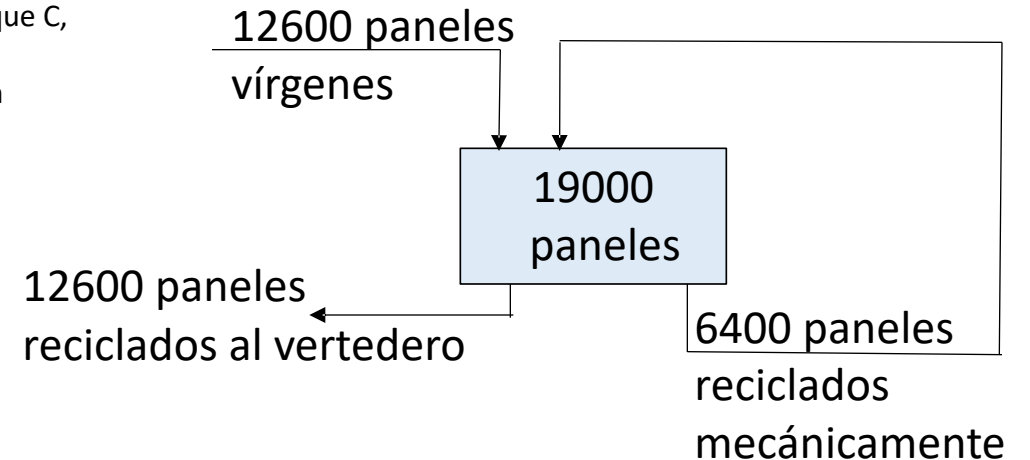 que C,
12600 paneles
vírgenes
19000
paneles
12600 paneles
reciclados al vertedero
6400 paneles
reciclados
mecánicamente